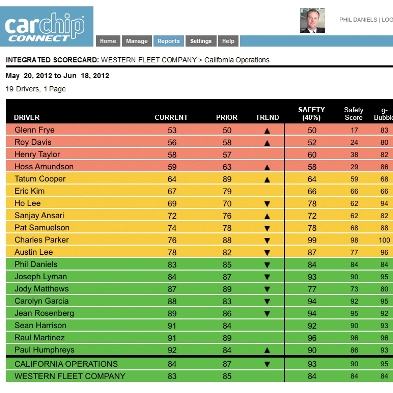 carchip
CONNECT
PHIL DANIELS | LOG
Home Manage Reports Settings Help
INTEGRATED SCORECARD: WESTERN FLEET COMPANY > California Operations
May 20, 2012 to Jun 18, 2012
19 Drivers, 1 Page
DRIVER CURRENT PRIOR TREND SAFETY (40%) Safety Score g- Bubble
Glenn Frye 53 50 ▲ 50 17 83
Roy Davis 56 58 ▲ 52 24 80
Henry Taylor 58 57 60 38 82
Hoss Amundson 59 63 ▲ 58 29 86
Tatum Cooper 64 89 ▲ 64 59 68
Eric Kim 67 79 66 66 66
Ho Lee 69 70 ▼ 78 62 94
Sanjay Ansari 72 76 ▲ 72 62 82
Pat Samuelson 74 78 ▼ 78 68 88
Charles Parker 76 88 ▼ 99 98 100
Austin Lee 78 82 ▼ 87 77 96
Phil Daniels 83 85 ▼ 84 84 84
Joseph Lyman 84 87 ▼ 93 90 95
Jody Matthews 87 89 ▼ 77 73 80
Carolyn Garcia 88 83 ▼ 94 92 95
Jean Rosenberg 89 86 ▼ 94 95 92
Sean Harrison 91 84 92 90 93
Raul Martinez 91 89 96 96 96
Paul Humphreys 92 84 ▲ 90 86 93
CALIFORNIA OPERATIONS 84 87 ▼ 93 90 95
WESTERN FLEET COMPANY 83 85 84 84 84